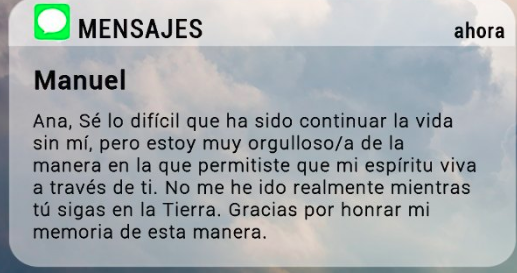 MENSAJES
ahora
Manuel
Ana, Sé lo difícil que ha sido continuar la vida
sin mí, pero estoy muy orgulloso/a de la
manera en la que permitiste que mi espíritu viva
a través de ti. No me he ido realmente mientras
tú sigas en la Tierra. Gracias por honrar mi
memoria de esta manera.